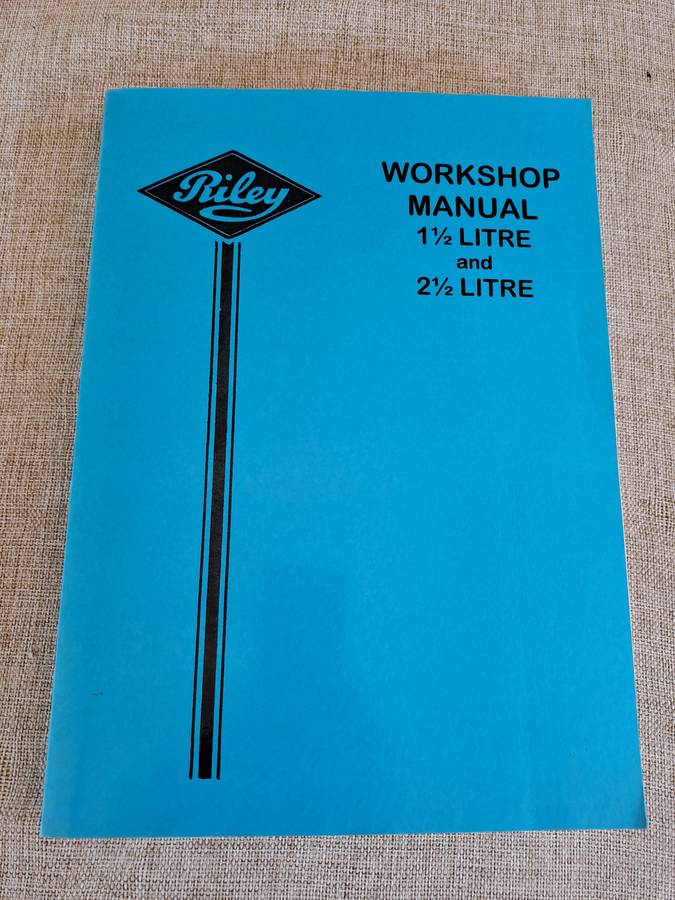 Riley
WORKSHOP
MANUAL
1½ LITRE
and
2½ LITRE